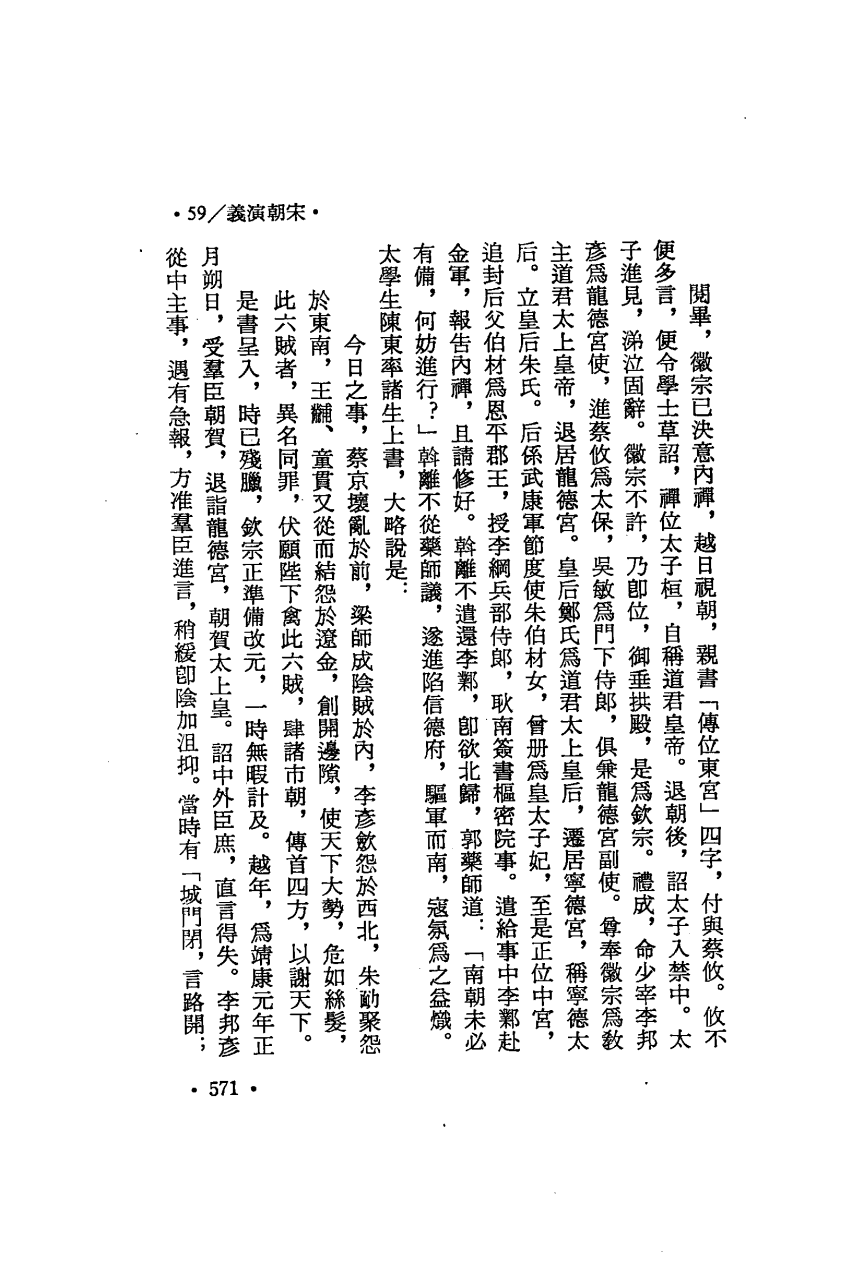 •59／義演朝宋•
閱畢，徽宗已決意內禪，越日視朝，親書「傳位東宮」四字，付與蔡攸。攸不
便多言，便令學士草詔，禪位太子桓，自稱道君皇帝。退朝後，詔太子入禁中。太
子進見，涕泣固辭。徽宗不許，乃卽位，御垂拱殿，是爲欽宗。禮成，命少宰李邦
彥爲龍德宮使，進蔡攸爲太保，吳敏爲門下侍郎，俱兼龍德宮副使。尊奉徽宗爲敎
主道君太上皇帝，退居龍德宮。皇后鄭氏爲道君太上皇后，遷居寧德宮，稱寧德太
后。立皇后朱氏。后係武康軍節度使朱伯材女，曾册爲皇太子妃，至是正位中宮，
追封后父伯材爲恩平郡王，授李綱兵部侍郎，耿南簽書樞密院事。遣給事中李鄴赴
金軍，報告內禪，且請修好。斡離不遣還李鄴，卽欲北歸，郭藥師道：「南朝未必
有備，何妨進行？」斡離不從藥師議，遂進陷信德府，驅軍而南，寇氛爲之益熾。
太學生陳東率諸生上書，大略說是：
今日之事，蔡京壞亂於前，梁師成陰賊於內，李彥歛怨於西北，朱勔聚怨
於東南，王黼、童貫又從而結怨於遼金，創開邊隙，使天下大勢，危如絲髮，
此六賊者，異名同罪，伏願陛下禽此六賊，肆諸市朝，傳首四方，以謝天下。
是書呈入，時已殘臘，欽宗正準備改元，一時無暇計及。越年，爲靖康元年正
月朔日，受羣臣朝賀，退詣龍德宮，朝賀太上皇。詔中外臣庶，直言得失。李邦彥
從中主事，遇有急報，方准羣臣進言，稍緩卽陰加沮抑。當時有「城門閉，言路開；
•571•